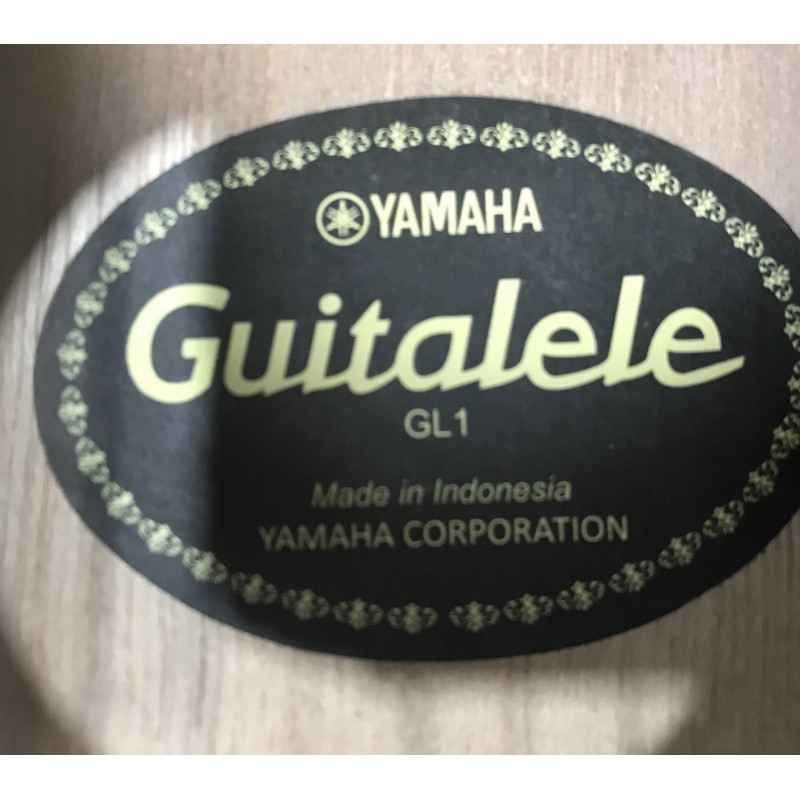 YAMAHA
Guitalele
GL1
Made in Indonesia
YAMAHA CORPORATION